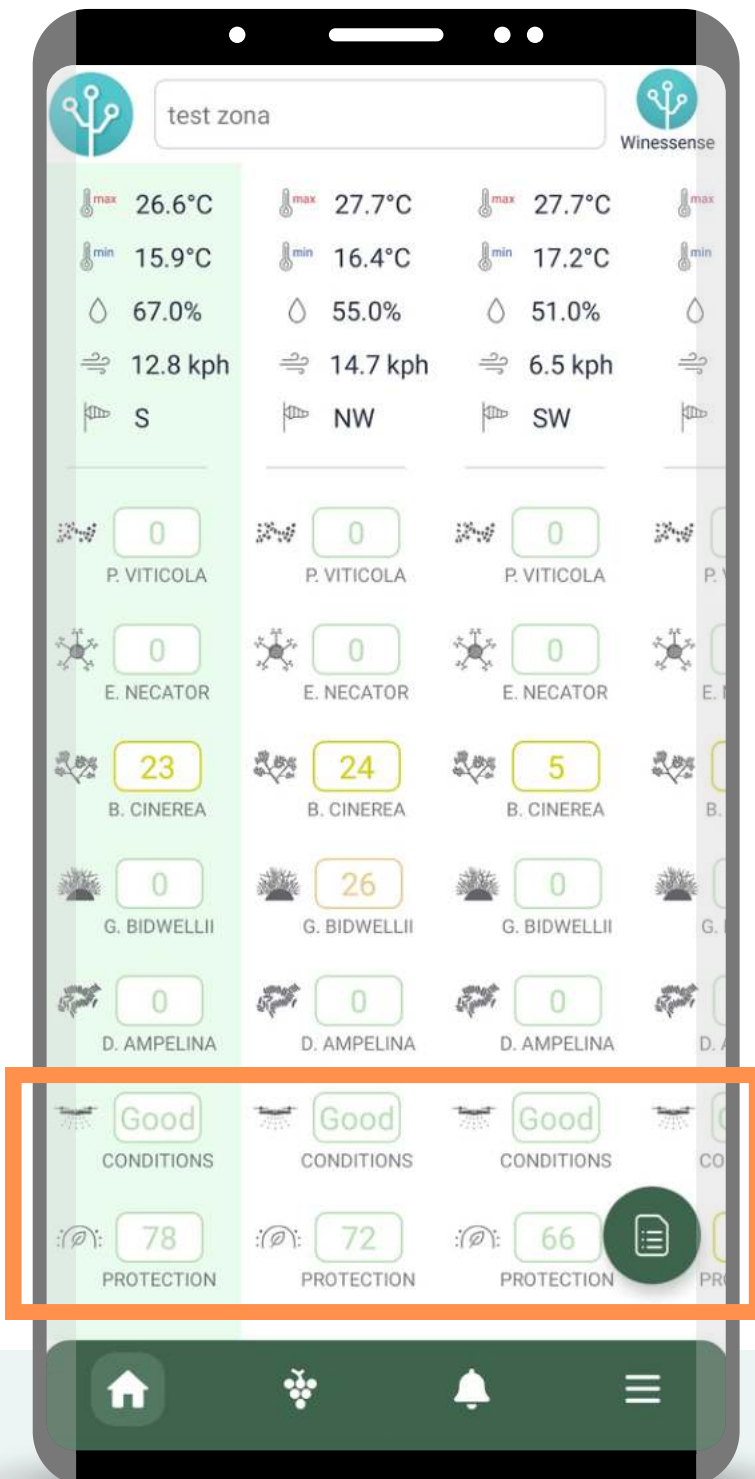 test zona
Winessense
max 26.6°C max 27.7°C max 27.7°C max
min 15.9°C min 16.4°C min 17.2°C min
67.0% 55.0% 51.0%
12.8 kph 14.7 kph 6.5 kph
S NW SW
0 0 0
P. VITICOLA P. VITICOLA P. VITICOLA P.
0 0 0
E. NECATOR E. NECATOR E. NECATOR E.
23 24 5
B. CINEREA B. CINEREA B. CINEREA B.
0 26 0
G. BIDWELLII G. BIDWELLII G. BIDWELLII G.
0 0 0
D. AMPELINA D. AMPELINA D. AMPELINA D.
Good Good Good
CONDITIONS CONDITIONS CONDITIONS CO
78 72 66
PROTECTION PROTECTION PROTECTION PR